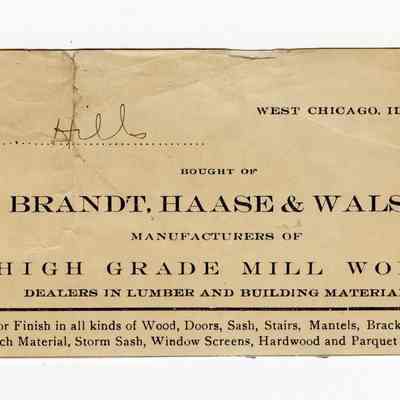 WEST CHICAGO, ID
Hills
BOUGHT OF
BRANDT, HAASE & WALS
MANUFACTURERS OF
HIGH GRADE MILL WO
DEALERS IN LUMBER AND BUILDING MATERIA
or Finish in all kinds of Wood, Doors, Sash, Stairs, Mantels, Brack
ch Material, Storm Sash, Window Screens, Hardwood and Parquet